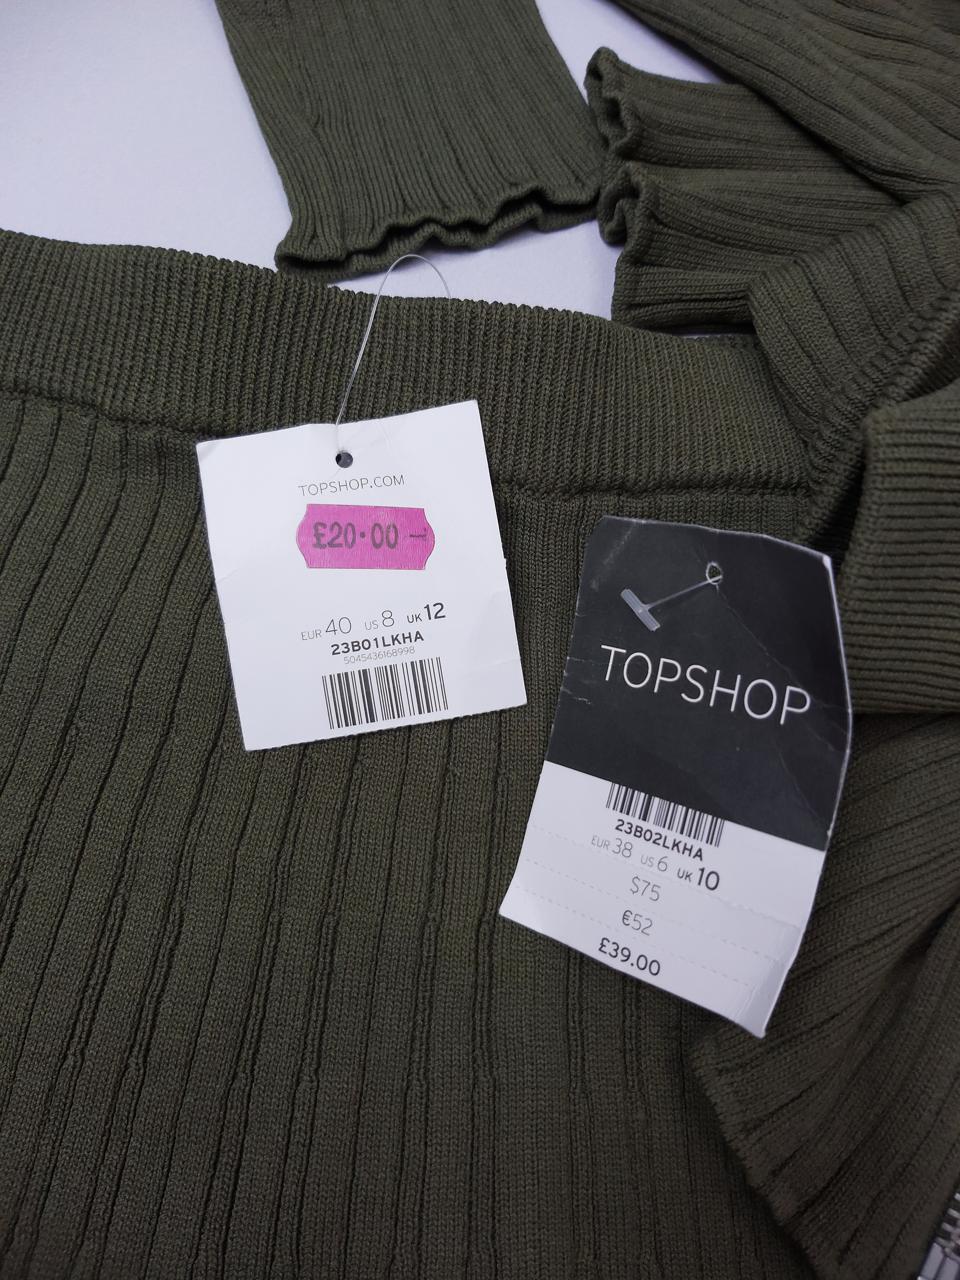 TOPSHOP.COM
£20·00
EUR 40 US 8 UK 12
23B01LKHA
5045436168998
TOPSHOP
23B02LKHA
EUR 38 US 6 UK 10
$75
€52
£39.00